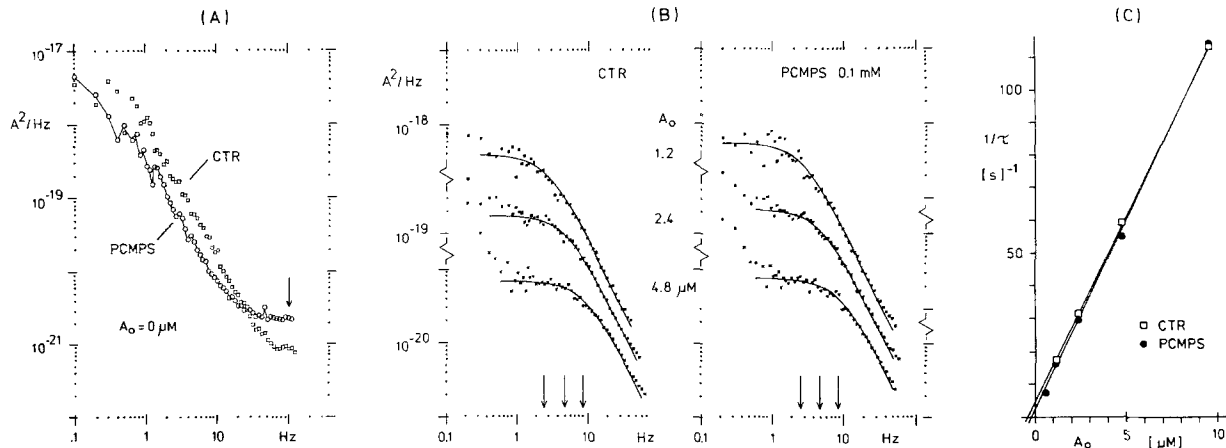 (A)
10⁻¹⁷
A²/Hz
10⁻¹⁹
10⁻²¹
CTR
PCMPS
A₀ = 0 µM
0.1
1
10
Hz
(B)
A²/Hz
10⁻¹⁸
10⁻¹⁹
10⁻²⁰
CTR
0.1
1
10
Hz
PCMPS 0.1 mM
A₀
1.2
2.4
4.8 µM
0.1
1
10
Hz
(C)
100
1/τ
[s]⁻¹
50
□ CTR
● PCMPS
0
A₀
5
[µM]
10